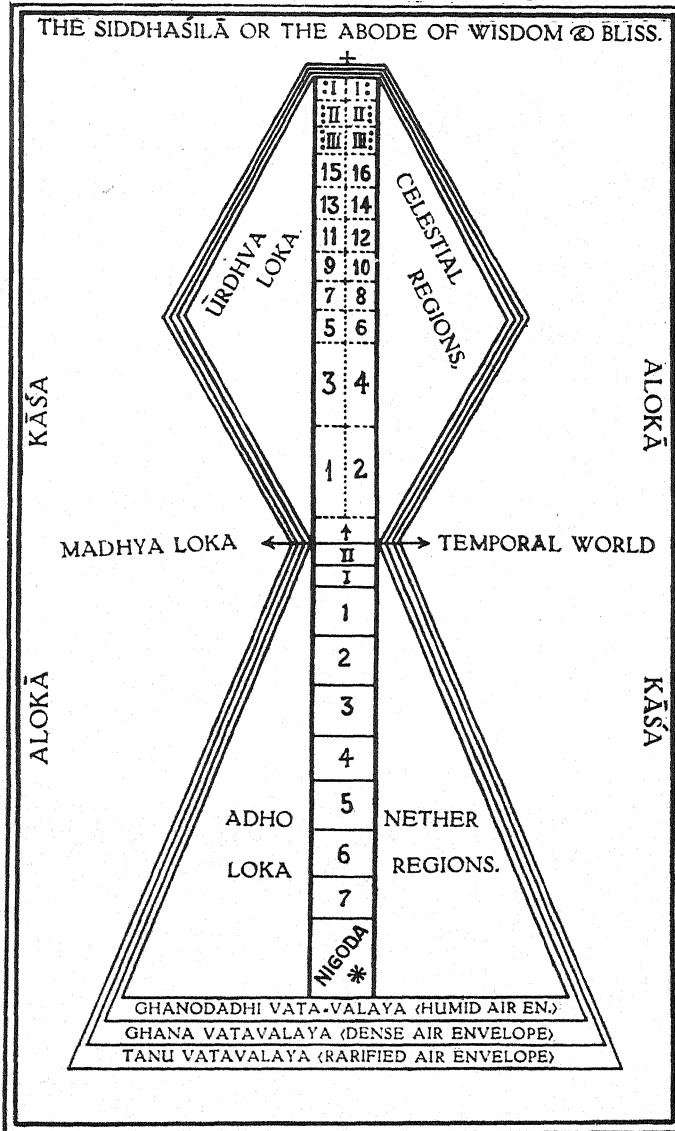 THE SIDDHAŚILĀ OR THE ABODE OF WISDOM & BLISS.
:I I:
:II II:
:III III:
15 16
13 14
11 12
9 10
7 8
5 6
3 4
1 2
ŪRDHVA
LOKA.
CELESTIAL
REGIONS.
KĀŚA
ALOKĀ
MADHYA LOKA
TEMPORAL WORLD
II
I
1
2
3
4
5
6
7
NIGODA
*
ALOKĀ
KĀŚA
ADHO
LOKA
NETHER
REGIONS.
GHANODADHI VATA-VALAYA (HUMID AIR EN.)
GHANA VATAVALAYA (DENSE AIR ENVELOPE)
TANU VATAVALAYA (RARIFIED AIR ENVELOPE)